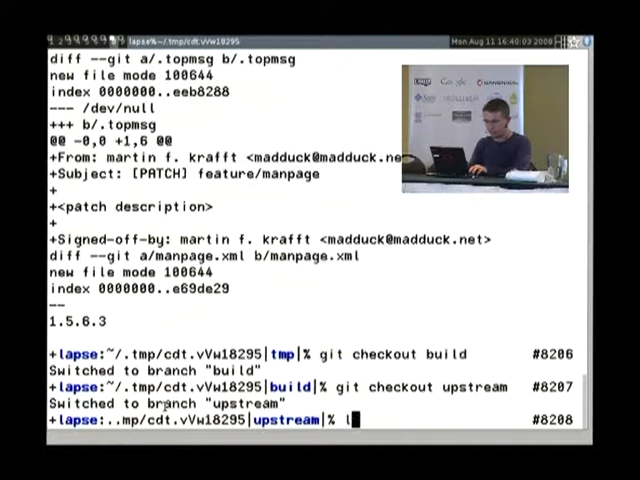 lapse%~/.tmp/cdt.vVw18295 Mon Aug 11 16:40:03 2008
diff --git a/.topmsg b/.topmsg
new file mode 100644
index 0000000..eeb8288
--- /dev/null
+++ b/.topmsg
@@ -0,0 +1,6 @@
+From: martin f. krafft <madduck@madduck.ne
+Subject: [PATCH] feature/manpage
+
+<patch description>
+
+Signed-off-by: martin f. krafft <madduck@madduck.net>
diff --git a/manpage.xml b/manpage.xml
new file mode 100644
index 0000000..e69de29
--
1.5.6.3
+lapse:~/.tmp/cdt.vVw18295|tmp|% git checkout build #8206
Switched to branch "build"
+lapse:~/.tmp/cdt.vVw18295|build|% git checkout upstream #8207
Switched to branch "upstream"
+lapse:..mp/cdt.vVw18295|upstream|% l #8208
Google